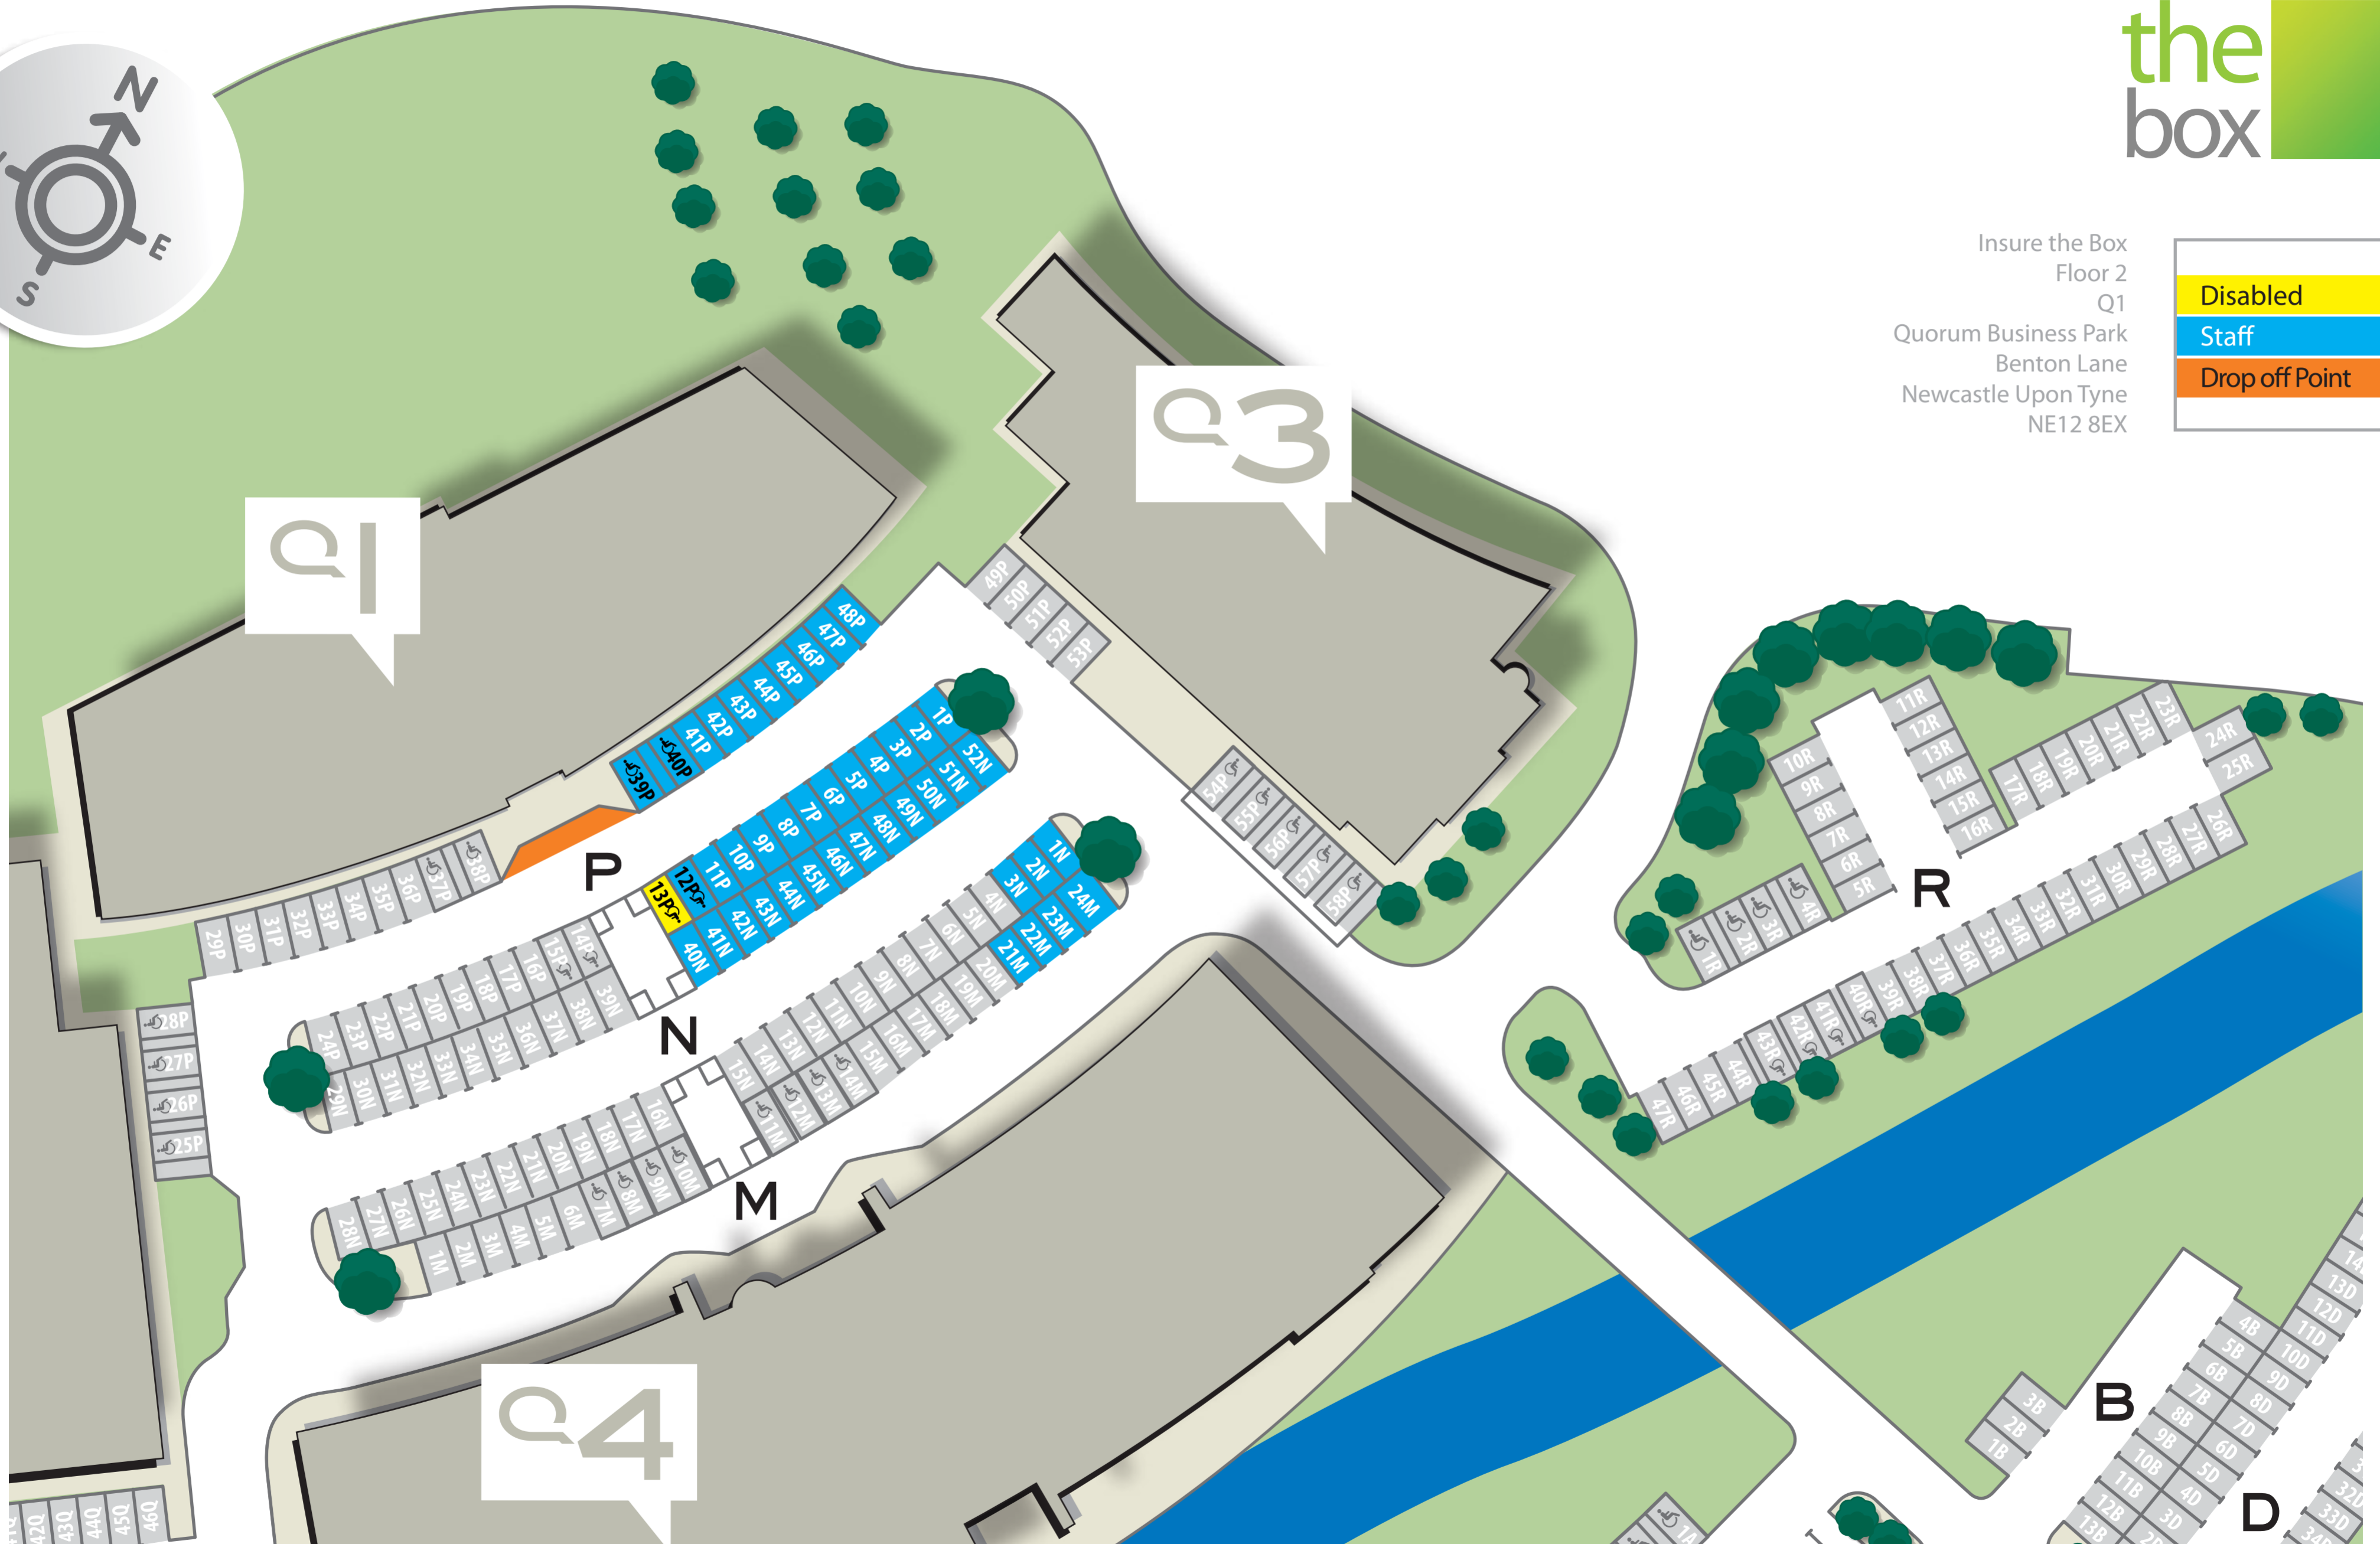 the
box
N
E
S
Insure the Box
Floor 2
Q1
Quorum Business Park
Benton Lane
Newcastle Upon Tyne
NE12 8EX
Disabled
Staff
Drop off Point
Q1
Q3
Q4
P
N
M
R
B
D
48P
47P
46P
45P
44P
43P
42P
41P
40P
39P
38P
37P
36P
35P
34P
33P
32P
31P
30P
29P
28P
27P
26P
25P
49P
50P
51P
52P
53P
54P
55P
56P
57P
58P
1P
2P
3P
4P
5P
6P
7P
8P
9P
10P
11P
12P
13P
14P
15P
16P
17P
18P
19P
20P
21P
22P
23P
24P
52N
51N
50N
49N
48N
47N
46N
45N
44N
43N
42N
41N
40N
39N
38N
37N
36N
35N
34N
33N
32N
31N
30N
29N
1N
2N
3N
4N
5N
6N
7N
8N
9N
10N
11N
12N
13N
14N
15N
16N
17N
18N
19N
20N
21N
22N
23N
24N
25N
26N
27N
28N
24M
23M
22M
21M
20M
19M
18M
17M
16M
15M
14M
13M
12M
11M
10M
9M
8M
7M
6M
5M
4M
3M
2M
1M
1R
2R
3R
4R
5R
6R
7R
8R
9R
10R
11R
12R
13R
14R
15R
16R
17R
18R
19R
20R
21R
22R
23R
24R
25R
26R
27R
28R
29R
30R
31R
32R
33R
34R
35R
36R
37R
38R
39R
40R
41R
42R
43R
44R
45R
46R
47R
42Q
43Q
44Q
45Q
46Q
1A
1B
2B
3B
4B
5B
6B
7B
8B
9B
10B
11B
12B
13B
13D
12D
11D
10D
9D
8D
7D
6D
5D
4D
3D
33D